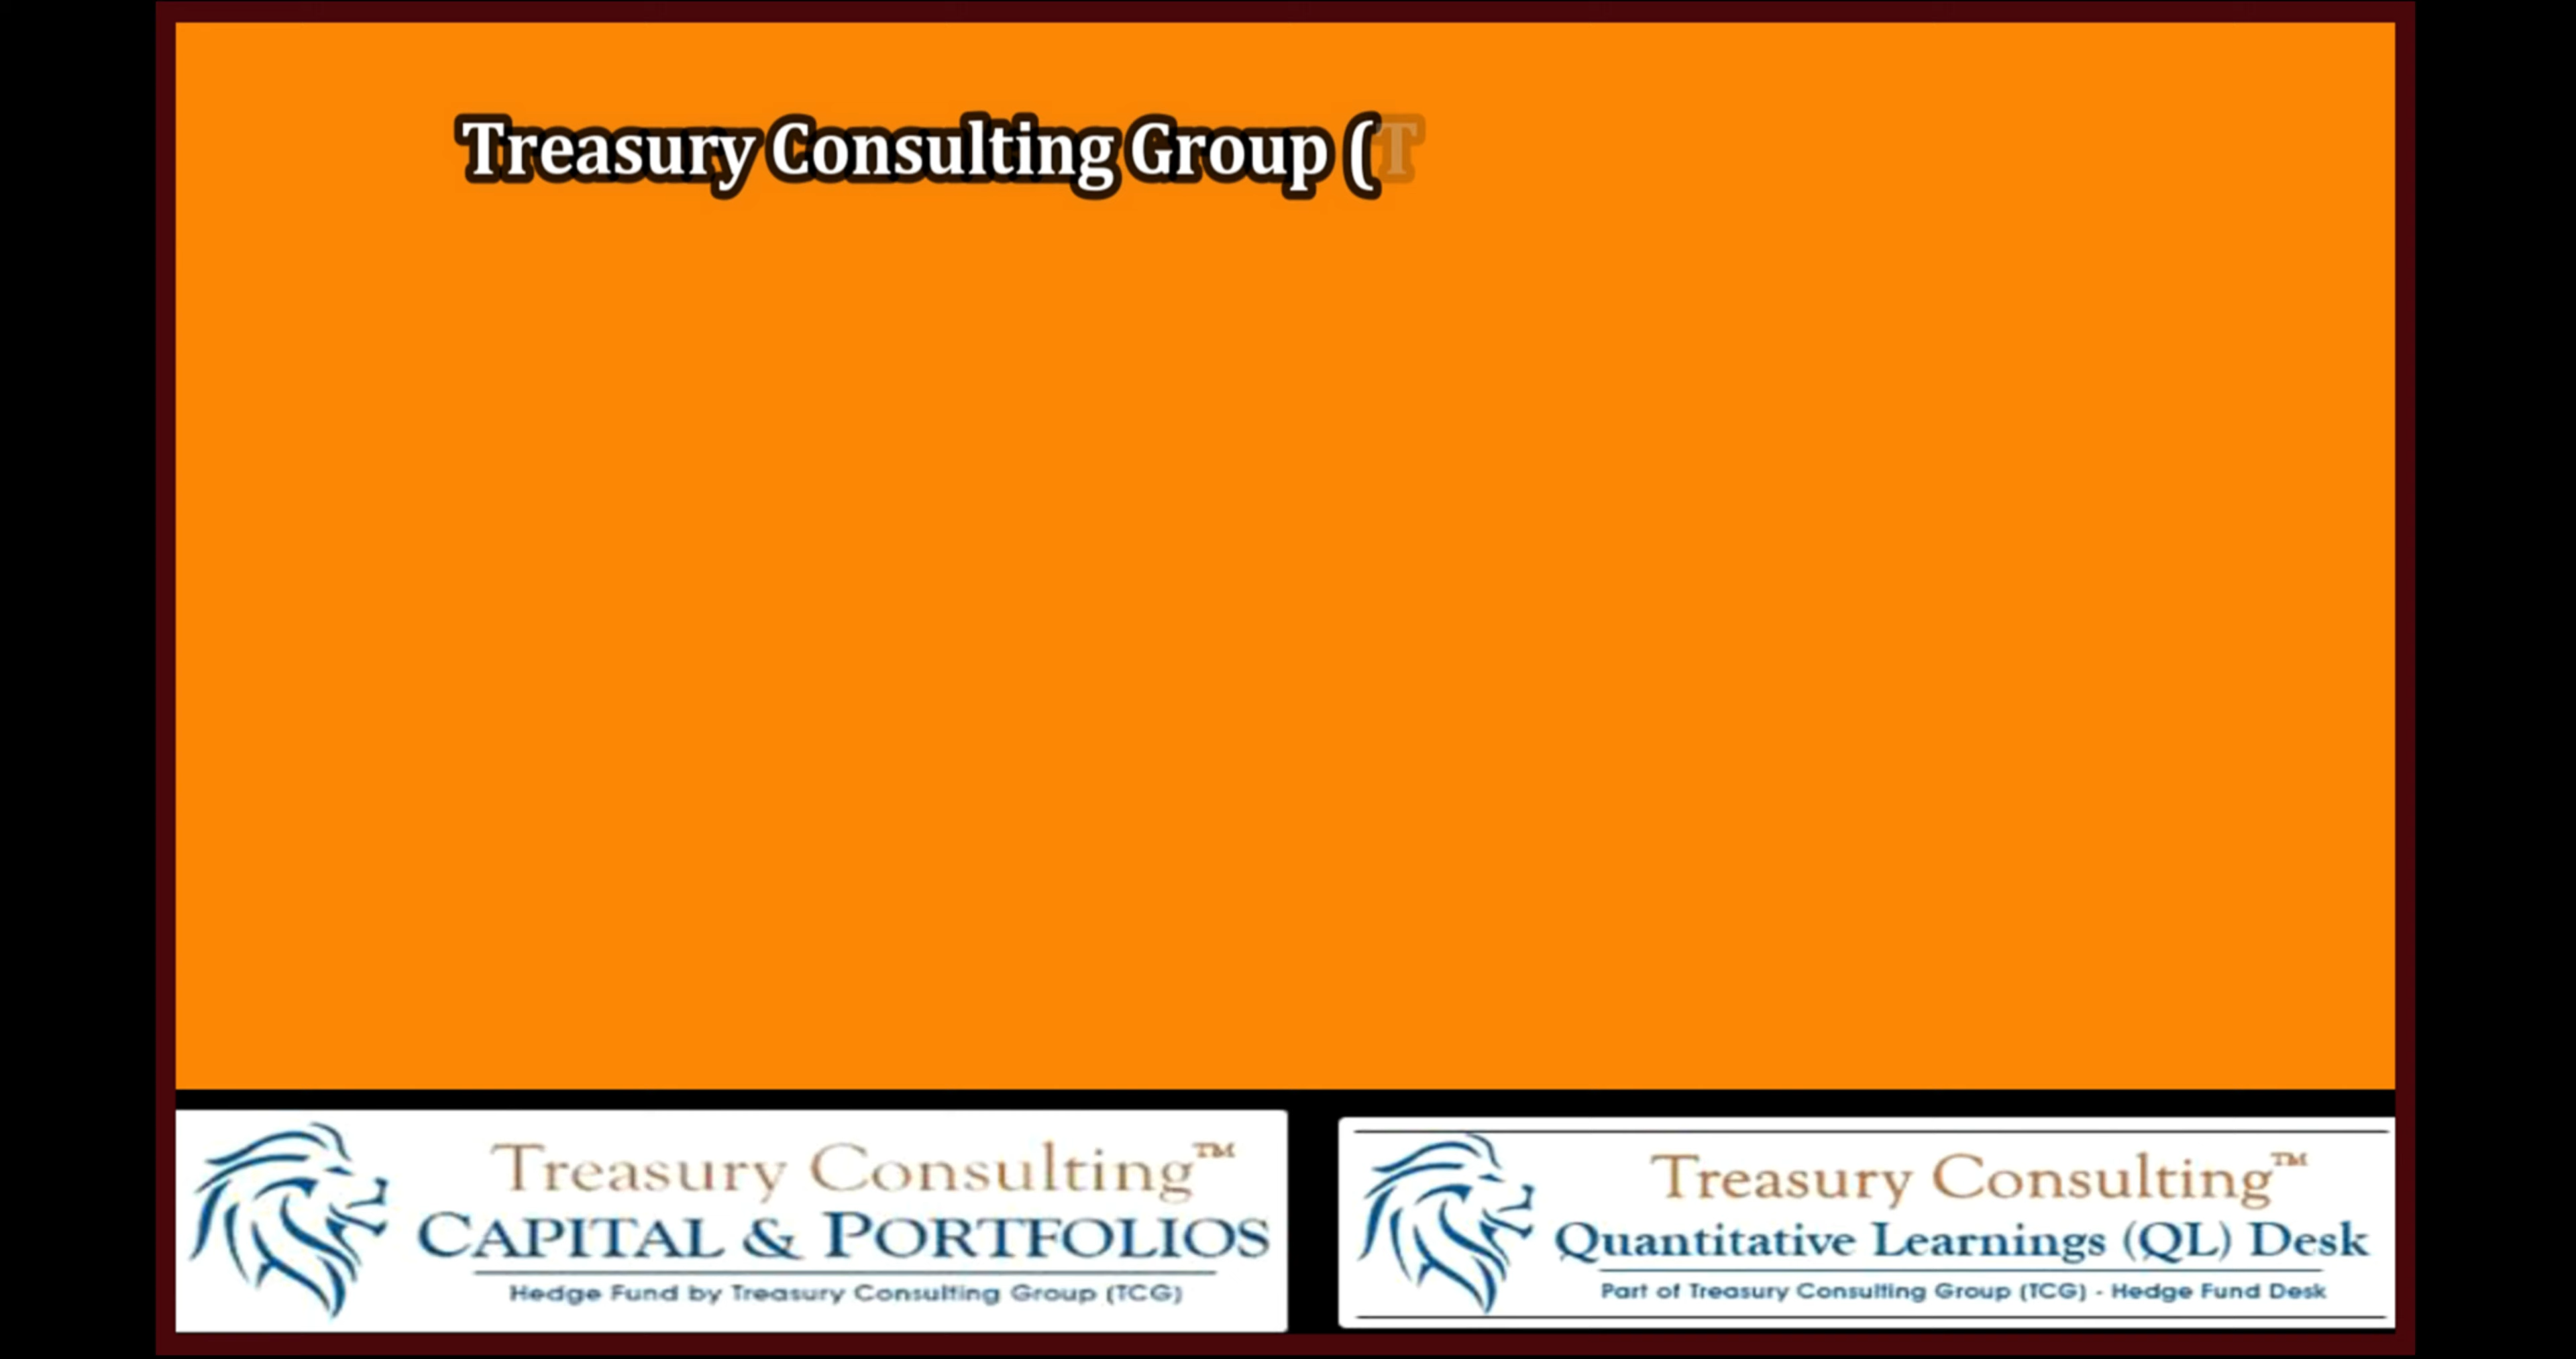 Treasury Consulting Group (T
Treasury Consulting™
CAPITAL & PORTFOLIOS
Hedge Fund by Treasury Consulting Group (TCG)
Treasury Consulting™
Quantitative Learnings (QL) Desk
Part of Treasury Consulting Group (TCG) - Hedge Fund Desk